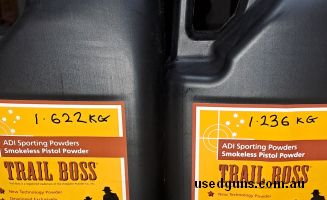 1.622 KG
ADI Sporting Powders
Smokeless Pistol Powder
TRAIL BOSS
New Technology Powder
1.236 KG
ADI Sporting Powders
Smokeless Pistol Powder
TRAIL BOSS
New Technology Powder
usedguns.com.au